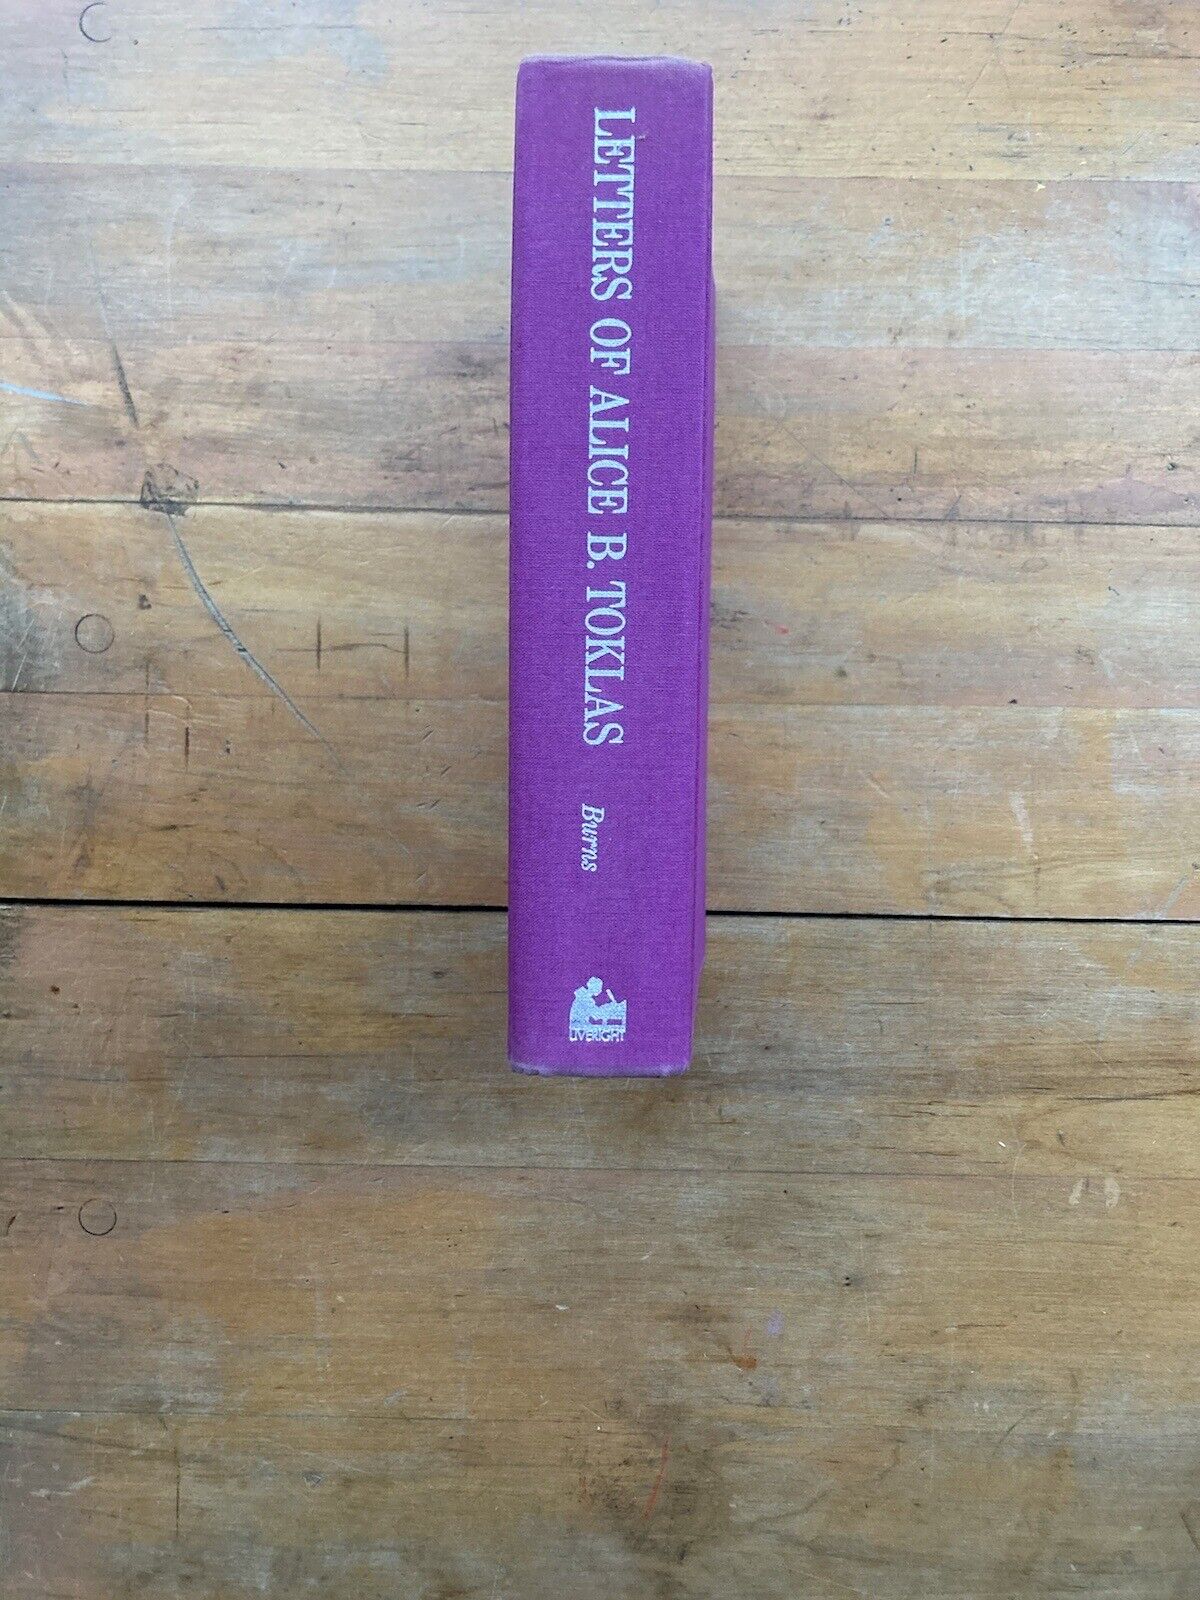 LETTERS OF ALICE B. TOKLAS
Burns
LIVERIGHT